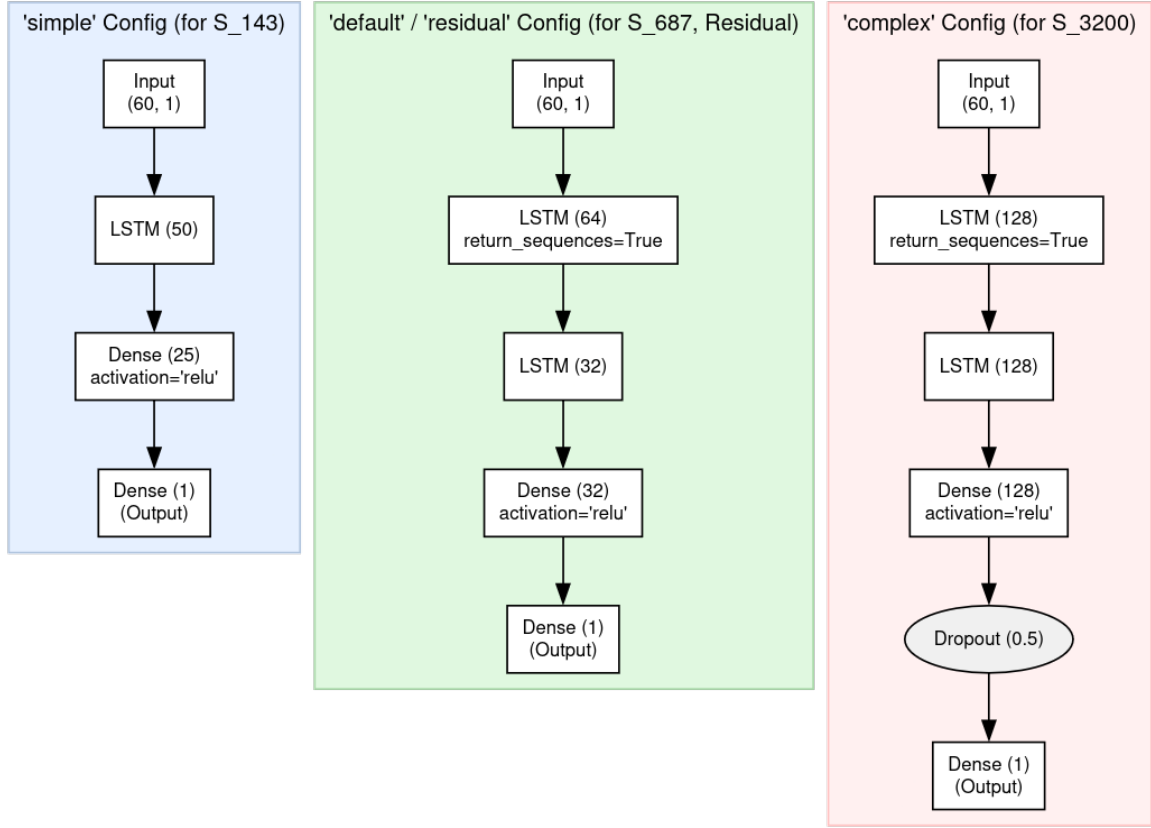 'simple' Config (for S_143)
Input
(60, 1)
LSTM (50)
Dense (25)
activation='relu'
Dense (1)
(Output)
'default' / 'residual' Config (for S_687, Residual)
Input
(60, 1)
LSTM (64)
return_sequences=True
LSTM (32)
Dense (32)
activation='relu'
Dense (1)
(Output)
'complex' Config (for S_3200)
Input
(60, 1)
LSTM (128)
return_sequences=True
LSTM (128)
Dense (128)
activation='relu'
Dropout (0.5)
Dense (1)
(Output)